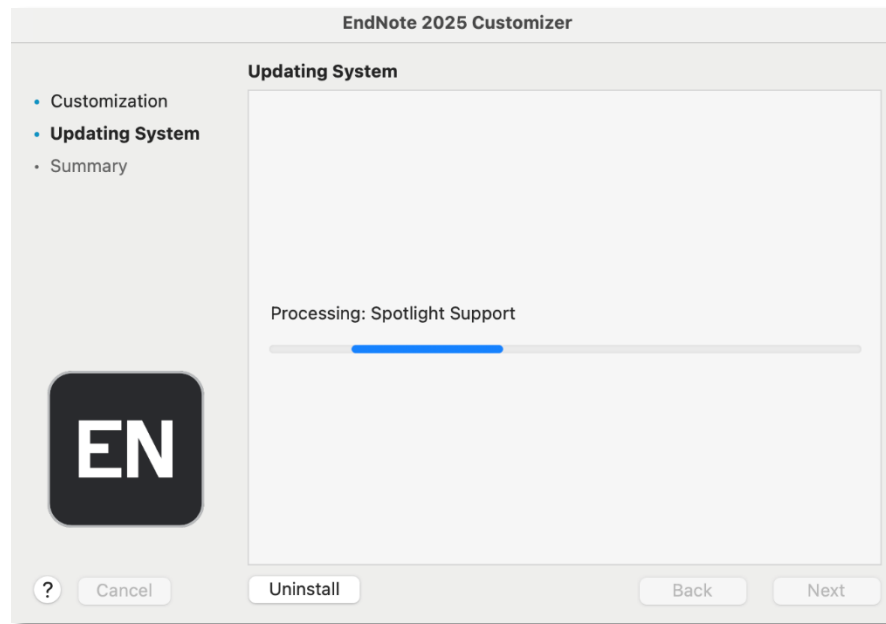 EndNote 2025 Customizer
Updating System
• Customization
• Updating System
• Summary
Processing: Spotlight Support
EN
? Cancel Uninstall Back Next